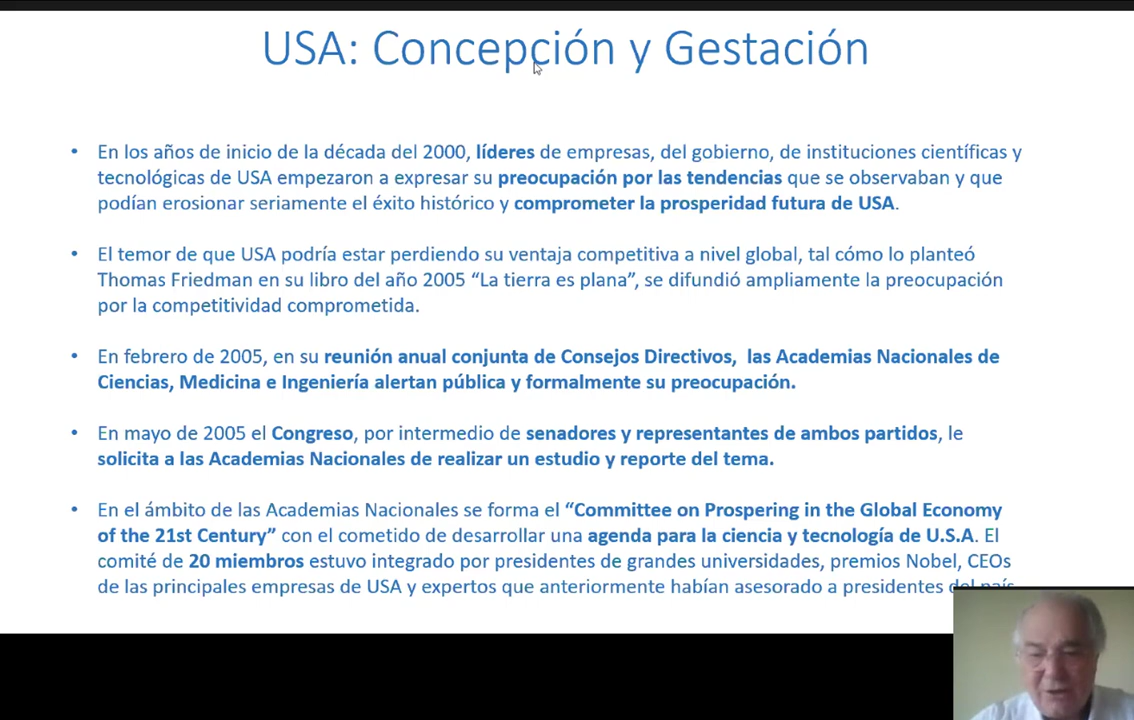 USA: Concepción y Gestación
• En los años de inicio de la década del 2000, líderes de empresas, del gobierno, de instituciones científicas y
tecnológicas de USA empezaron a expresar su preocupación por las tendencias que se observaban y que
podían erosionar seriamente el éxito histórico y comprometer la prosperidad futura de USA.
• El temor de que USA podría estar perdiendo su ventaja competitiva a nivel global, tal cómo lo planteó
Thomas Friedman en su libro del año 2005 “La tierra es plana”, se difundió ampliamente la preocupación
por la competitividad comprometida.
• En febrero de 2005, en su reunión anual conjunta de Consejos Directivos, las Academias Nacionales de
Ciencias, Medicina e Ingeniería alertan pública y formalmente su preocupación.
• En mayo de 2005 el Congreso, por intermedio de senadores y representantes de ambos partidos, le
solicita a las Academias Nacionales de realizar un estudio y reporte del tema.
• En el ámbito de las Academias Nacionales se forma el “Committee on Prospering in the Global Economy
of the 21st Century” con el cometido de desarrollar una agenda para la ciencia y tecnología de U.S.A. El
comité de 20 miembros estuvo integrado por presidentes de grandes universidades, premios Nobel, CEOs
de las principales empresas de USA y expertos que anteriormente habían asesorado a presidentes del país